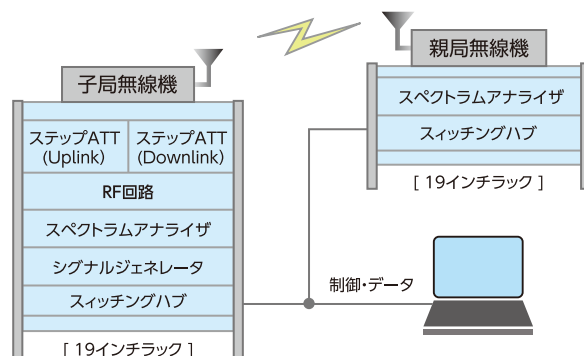 子局無線機
ステップATT
(Uplink)
ステップATT
(Downlink)
RF回路
スペクトラムアナライザ
シグナルジェネレータ
スィッチングハブ
[ 19インチラック ]
親局無線機
スペクトラムアナライザ
スィッチングハブ
[ 19インチラック ]
制御・データ